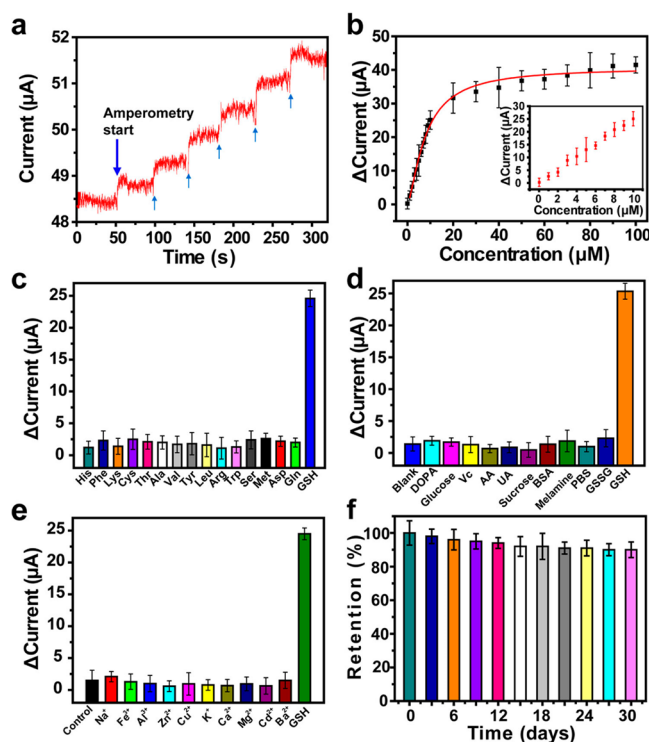 a
52
51
50
49
48
Current (µA)
Amperometry
start
0 50 100 150 200 250 300
Time (s)
b
50
40
30
20
10
0
ΔCurrent (µA)
0 20 40 60 80 100
Concentration (µM)
30
25
20
15
10
5
0
ΔCurrent (µA)
0 2 4 6 8 10
Concentration (µM)
c
25
20
15
10
5
0
ΔCurrent (µA)
His Phe Lys Cys Thr Ala Val Tyr Leu Arg Trp Ser Met Asp Gln GSH
d
25
20
15
10
5
0
ΔCurrent (µA)
Blank DOPA Glucose Vc AA UA Sucrose BSA Melamine PBS GSSG GSH
e
25
20
15
10
5
0
ΔCurrent (µA)
Control Na⁺ Fe²⁺ Al³⁺ Zn²⁺ Cu²⁺ K⁺ Ca²⁺ Mg²⁺ Cd²⁺ Ba²⁺ GSH
f
100
80
60
40
20
0
Retention (%)
0 6 12 18 24 30
Time (days)